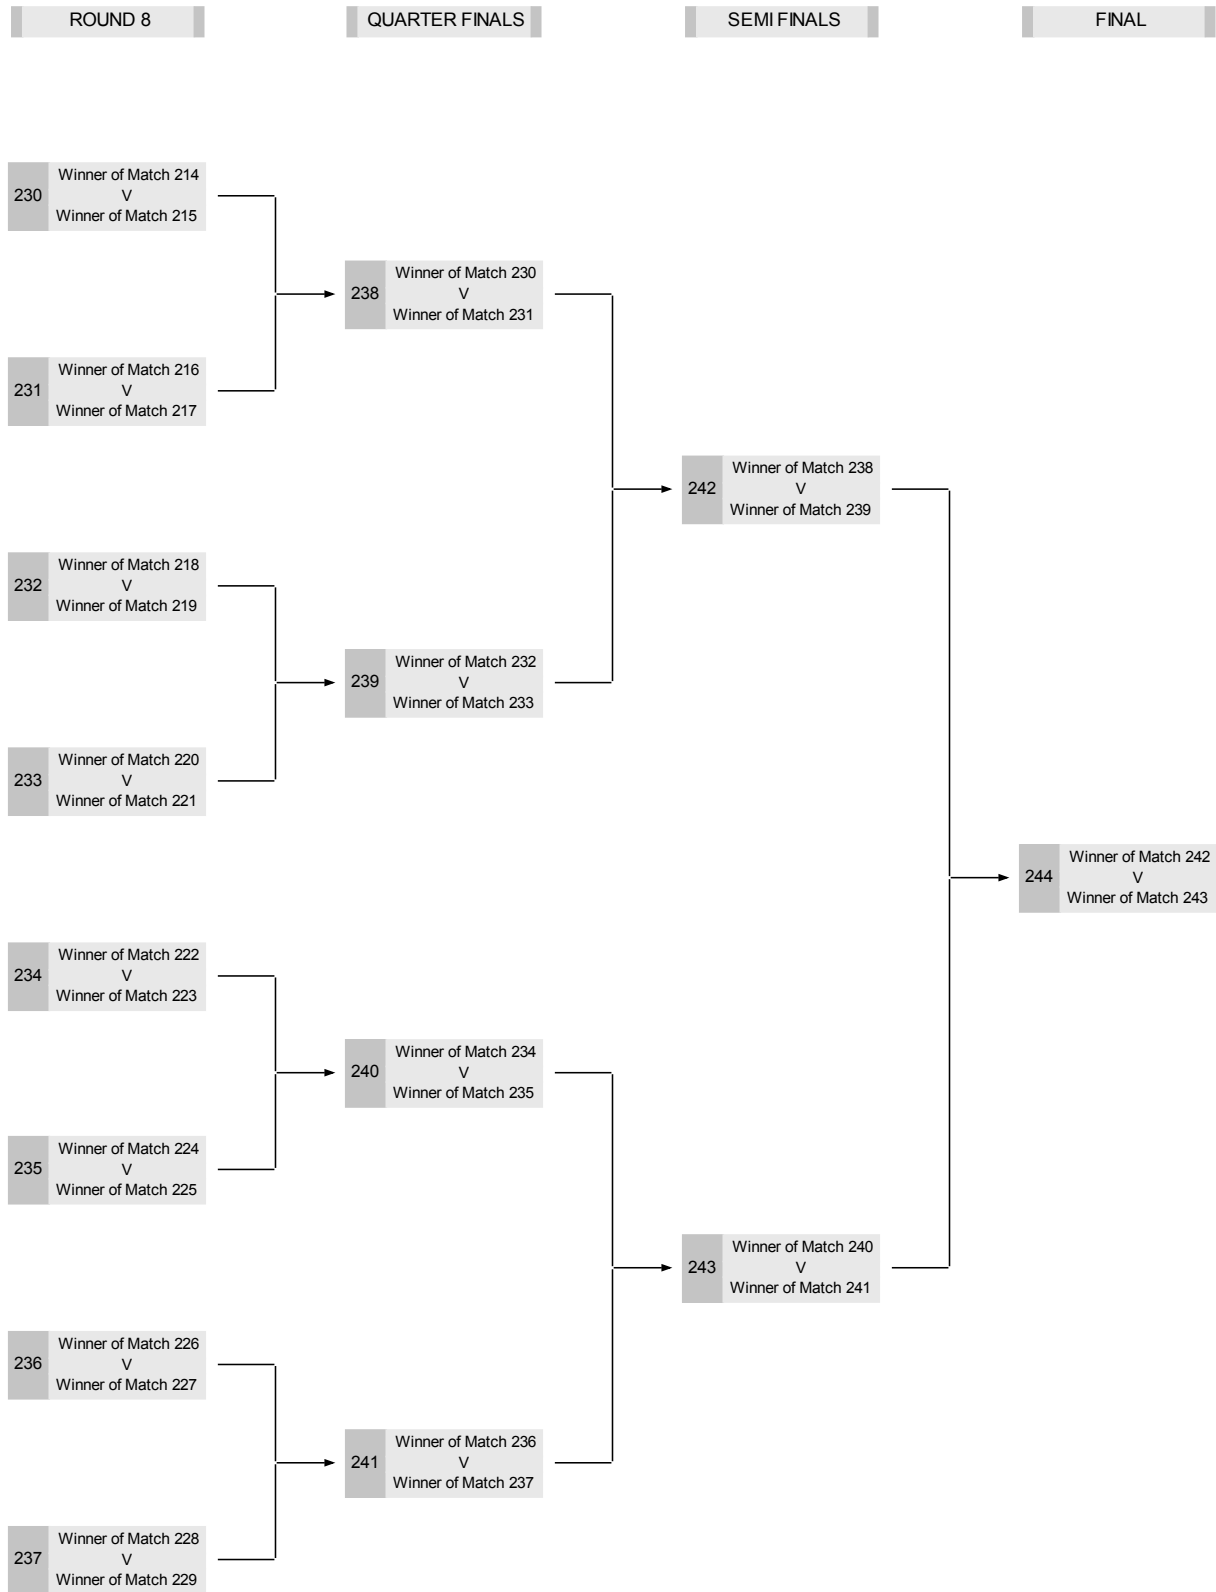 ROUND 8
QUARTER FINALS
SEMI FINALS
FINAL
230
Winner of Match 214
V
Winner of Match 215
231
Winner of Match 216
V
Winner of Match 217
232
Winner of Match 218
V
Winner of Match 219
233
Winner of Match 220
V
Winner of Match 221
234
Winner of Match 222
V
Winner of Match 223
235
Winner of Match 224
V
Winner of Match 225
236
Winner of Match 226
V
Winner of Match 227
237
Winner of Match 228
V
Winner of Match 229
238
Winner of Match 230
V
Winner of Match 231
239
Winner of Match 232
V
Winner of Match 233
240
Winner of Match 234
V
Winner of Match 235
241
Winner of Match 236
V
Winner of Match 237
242
Winner of Match 238
V
Winner of Match 239
243
Winner of Match 240
V
Winner of Match 241
244
Winner of Match 242
V
Winner of Match 243